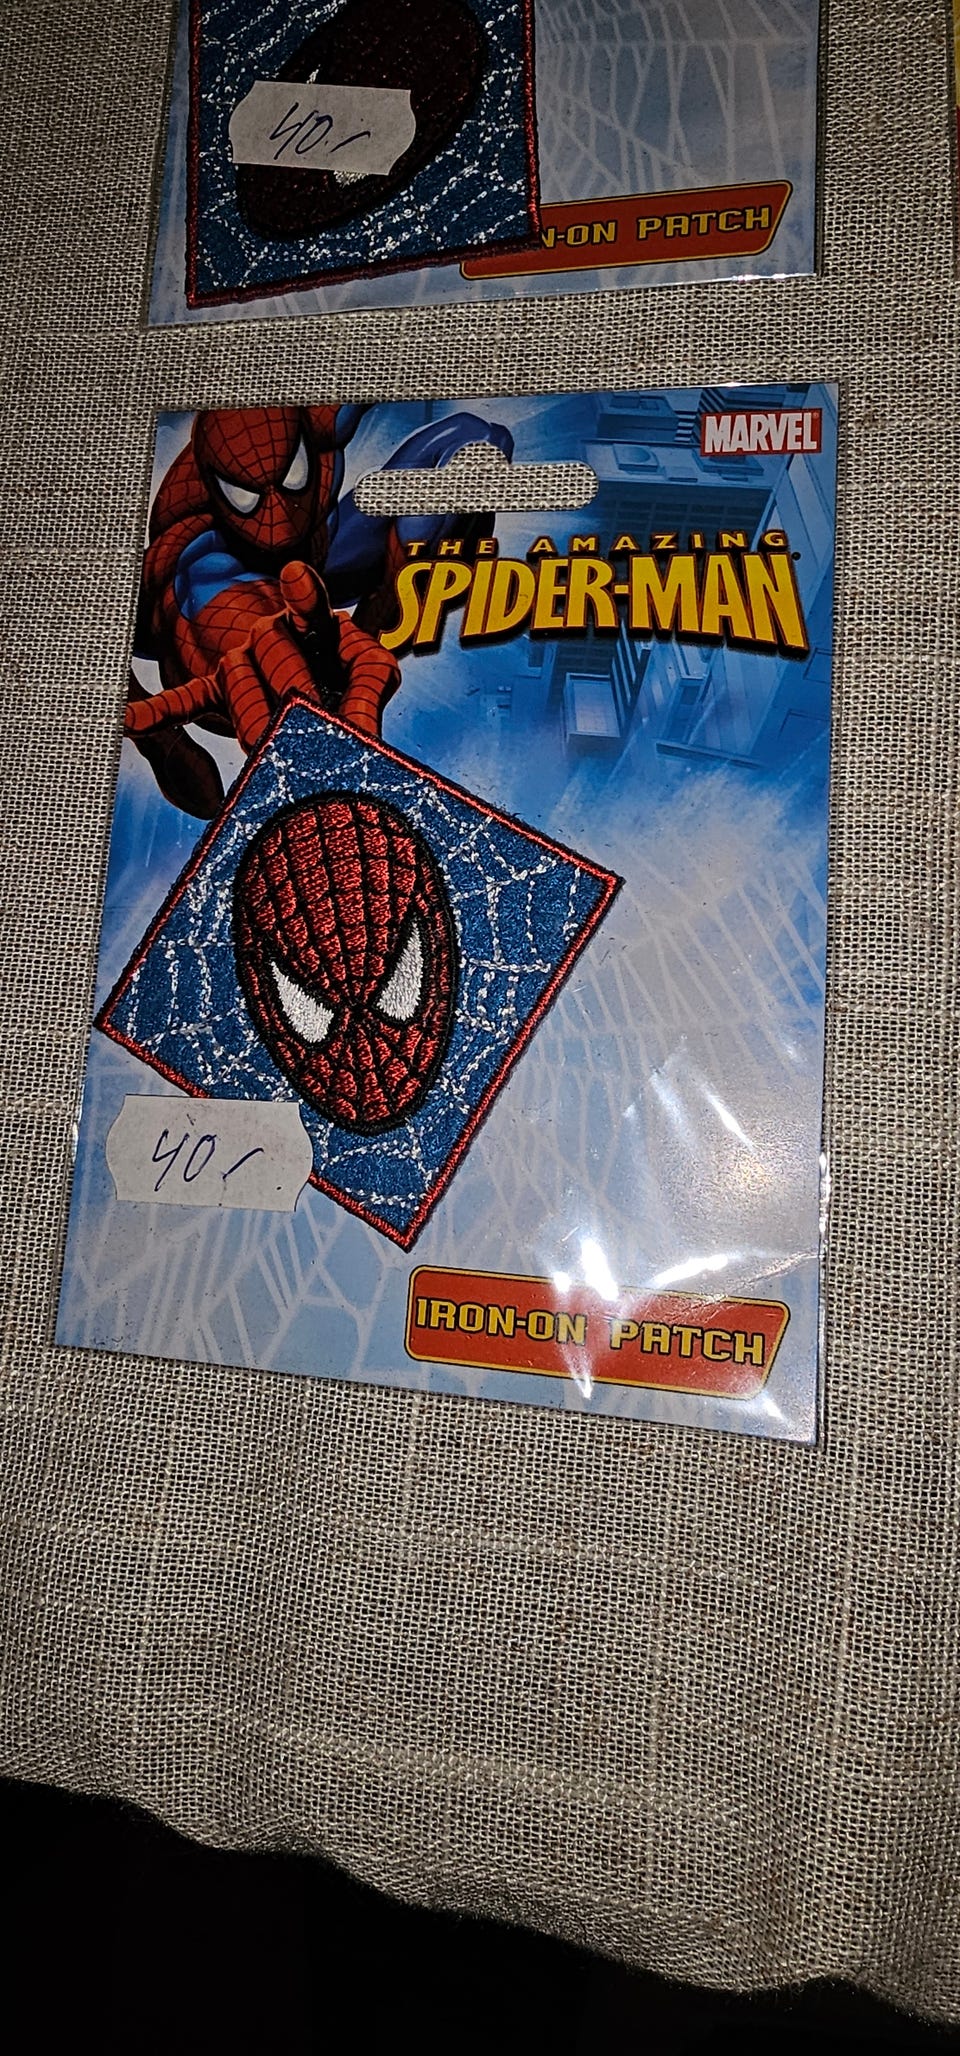 40.-
N-ON PATCH
MARVEL
THE AMAZING
SPIDER-MAN
40-
IRON-ON PATCH